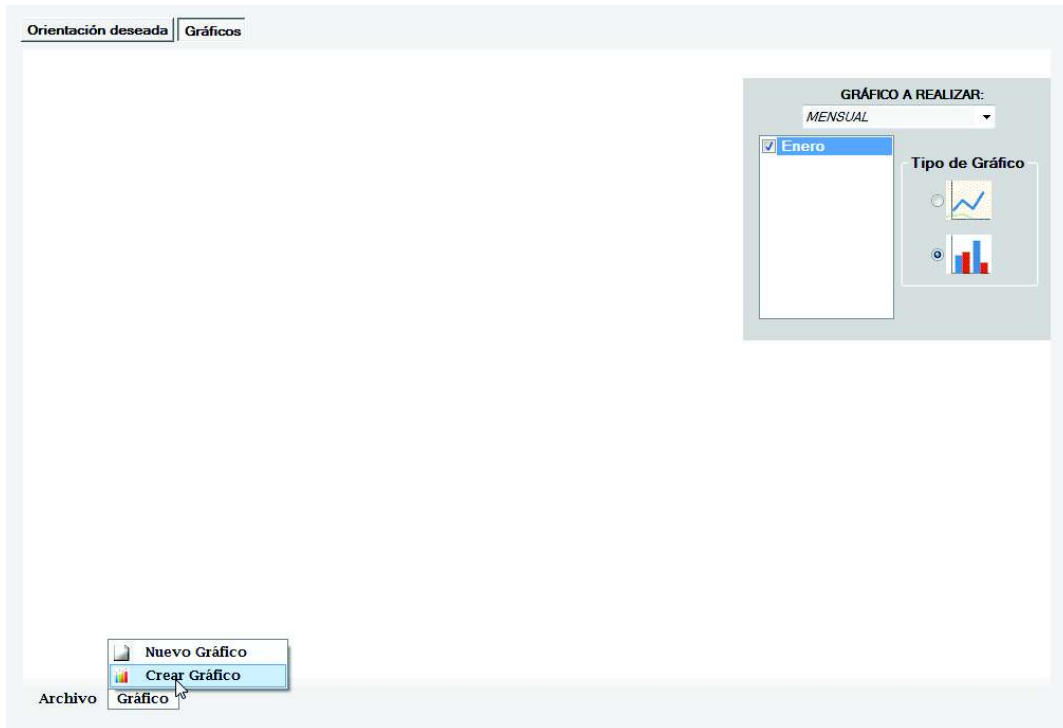 Orientación deseada Gráficos
GRÁFICO A REALIZAR:
MENSUAL
Enero
Tipo de Gráfico
Nuevo Gráfico
Crear Gráfico
Archivo Gráfico